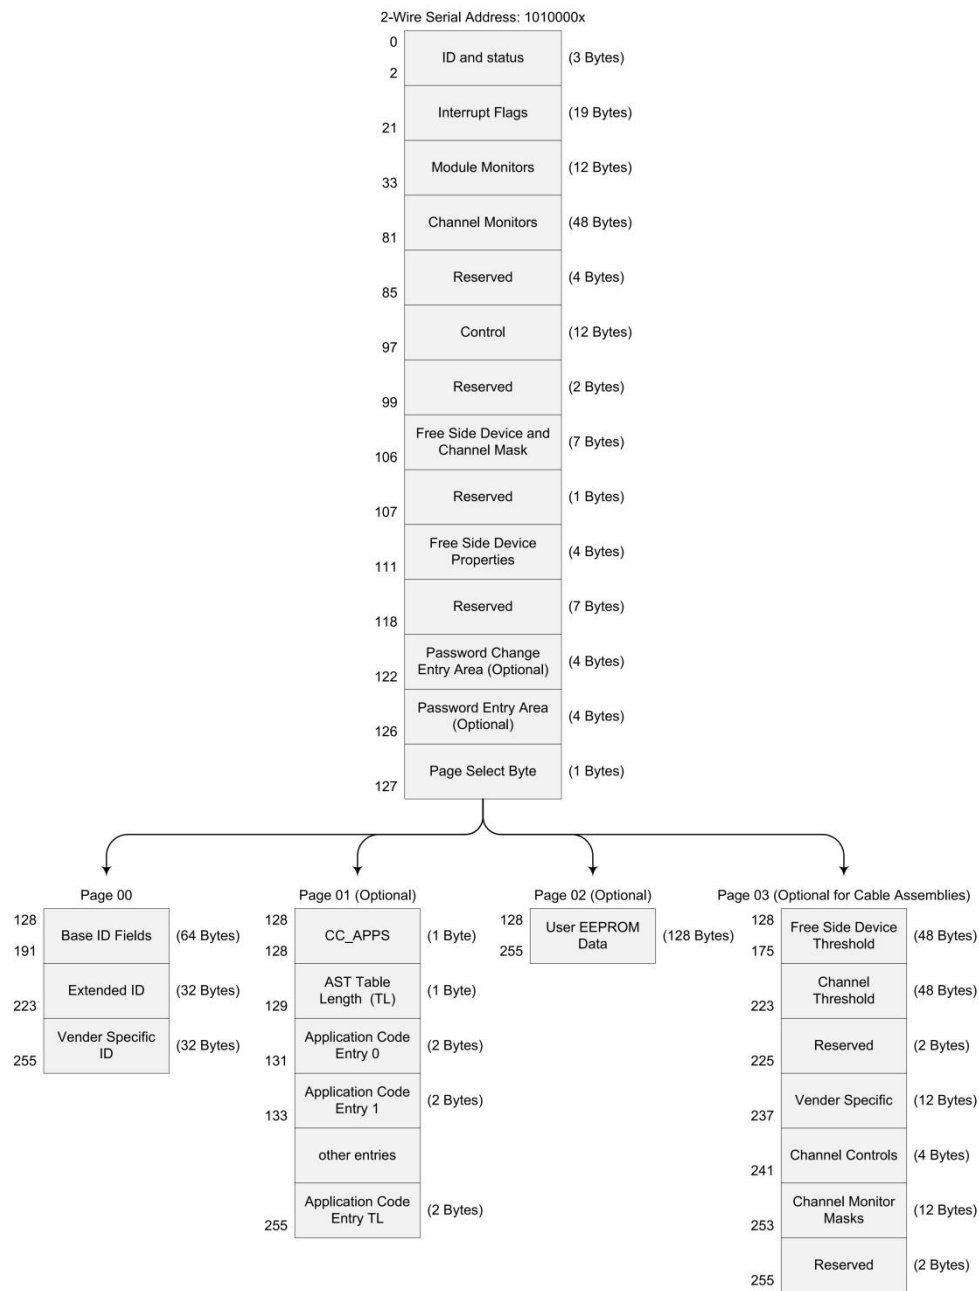 2-Wire Serial Address: 1010000x
0
ID and status (3 Bytes)
2
Interrupt Flags (19 Bytes)
21
Module Monitors (12 Bytes)
33
Channel Monitors (48 Bytes)
81
Reserved (4 Bytes)
85
Control (12 Bytes)
97
Reserved (2 Bytes)
99
Free Side Device and
Channel Mask
(7 Bytes)
106
Reserved (1 Bytes)
107
Free Side Device
Properties
(4 Bytes)
111
Reserved (7 Bytes)
118
Password Change
Entry Area (Optional)
(4 Bytes)
122
Password Entry Area
(Optional)
(4 Bytes)
126
Page Select Byte (1 Bytes)
127
Page 00
128
Base ID Fields (64 Bytes)
191
Extended ID (32 Bytes)
223
Vender Specific
ID
(32 Bytes)
255
Page 01 (Optional)
128
CC_APPS (1 Byte)
128
AST Table
Length (TL)
(1 Byte)
129
Application Code
Entry 0
(2 Bytes)
131
Application Code
Entry 1
(2 Bytes)
133
other entries
Application Code
Entry TL
(2 Bytes)
255
Page 02 (Optional)
128
User EEPROM
Data
(128 Bytes)
255
Page 03 (Optional for Cable Assemblies)
128
Free Side Device
Threshold
(48 Bytes)
175
Channel
Threshold
(48 Bytes)
223
Reserved (2 Bytes)
225
Vender Specific (12 Bytes)
237
Channel Controls (4 Bytes)
241
Channel Monitor
Masks
(12 Bytes)
253
Reserved (2 Bytes)
255